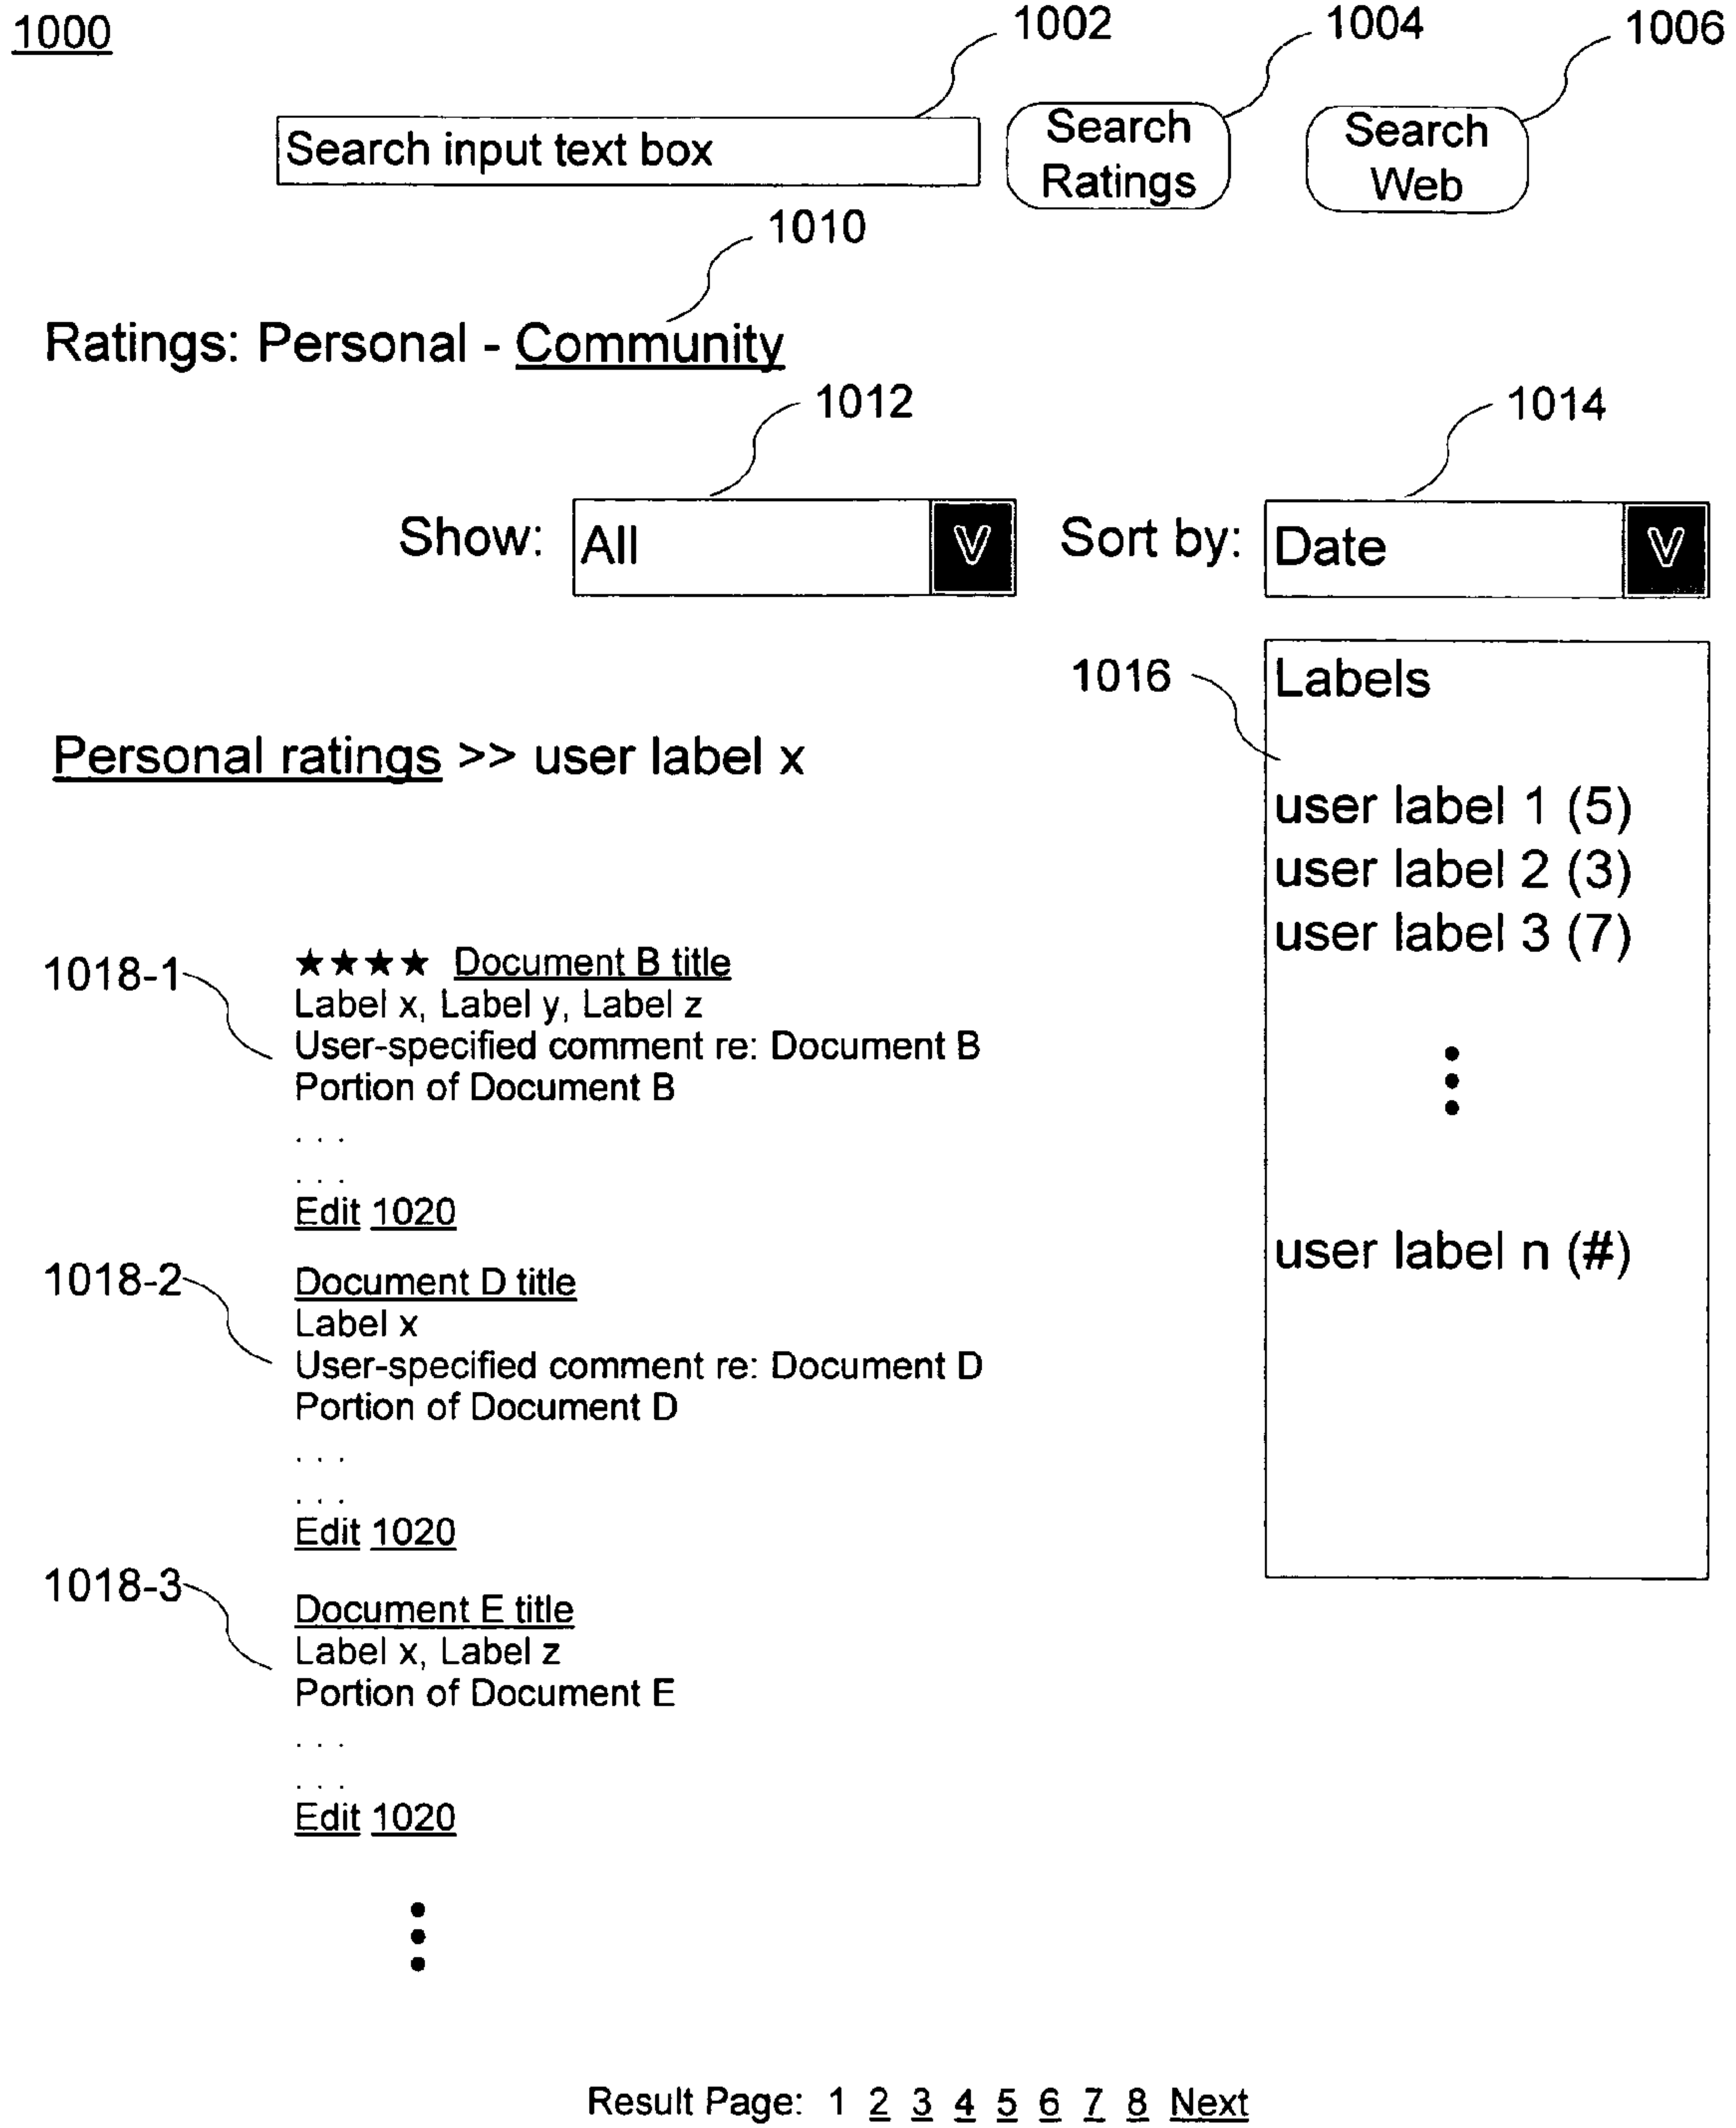 1000
1002
1004
1006
Search input text box
Search Ratings
Search Web
1010
Ratings: Personal - Community
1012
1014
Show: All V Sort by: Date V
1016
Labels
Personal ratings >> user label x
user label 1 (5)
user label 2 (3)
user label 3 (7)
user label n (#)
1018-1
★★★★ Document B title
Label x, Label y, Label z
User-specified comment re: Document B
Portion of Document B
. . .
. . .
Edit 1020
1018-2
Document D title
Label x
User-specified comment re: Document D
Portion of Document D
. . .
. . .
Edit 1020
1018-3
Document E title
Label x, Label z
Portion of Document E
. . .
. . .
Edit 1020
Result Page: 1 2 3 4 5 6 7 8 Next